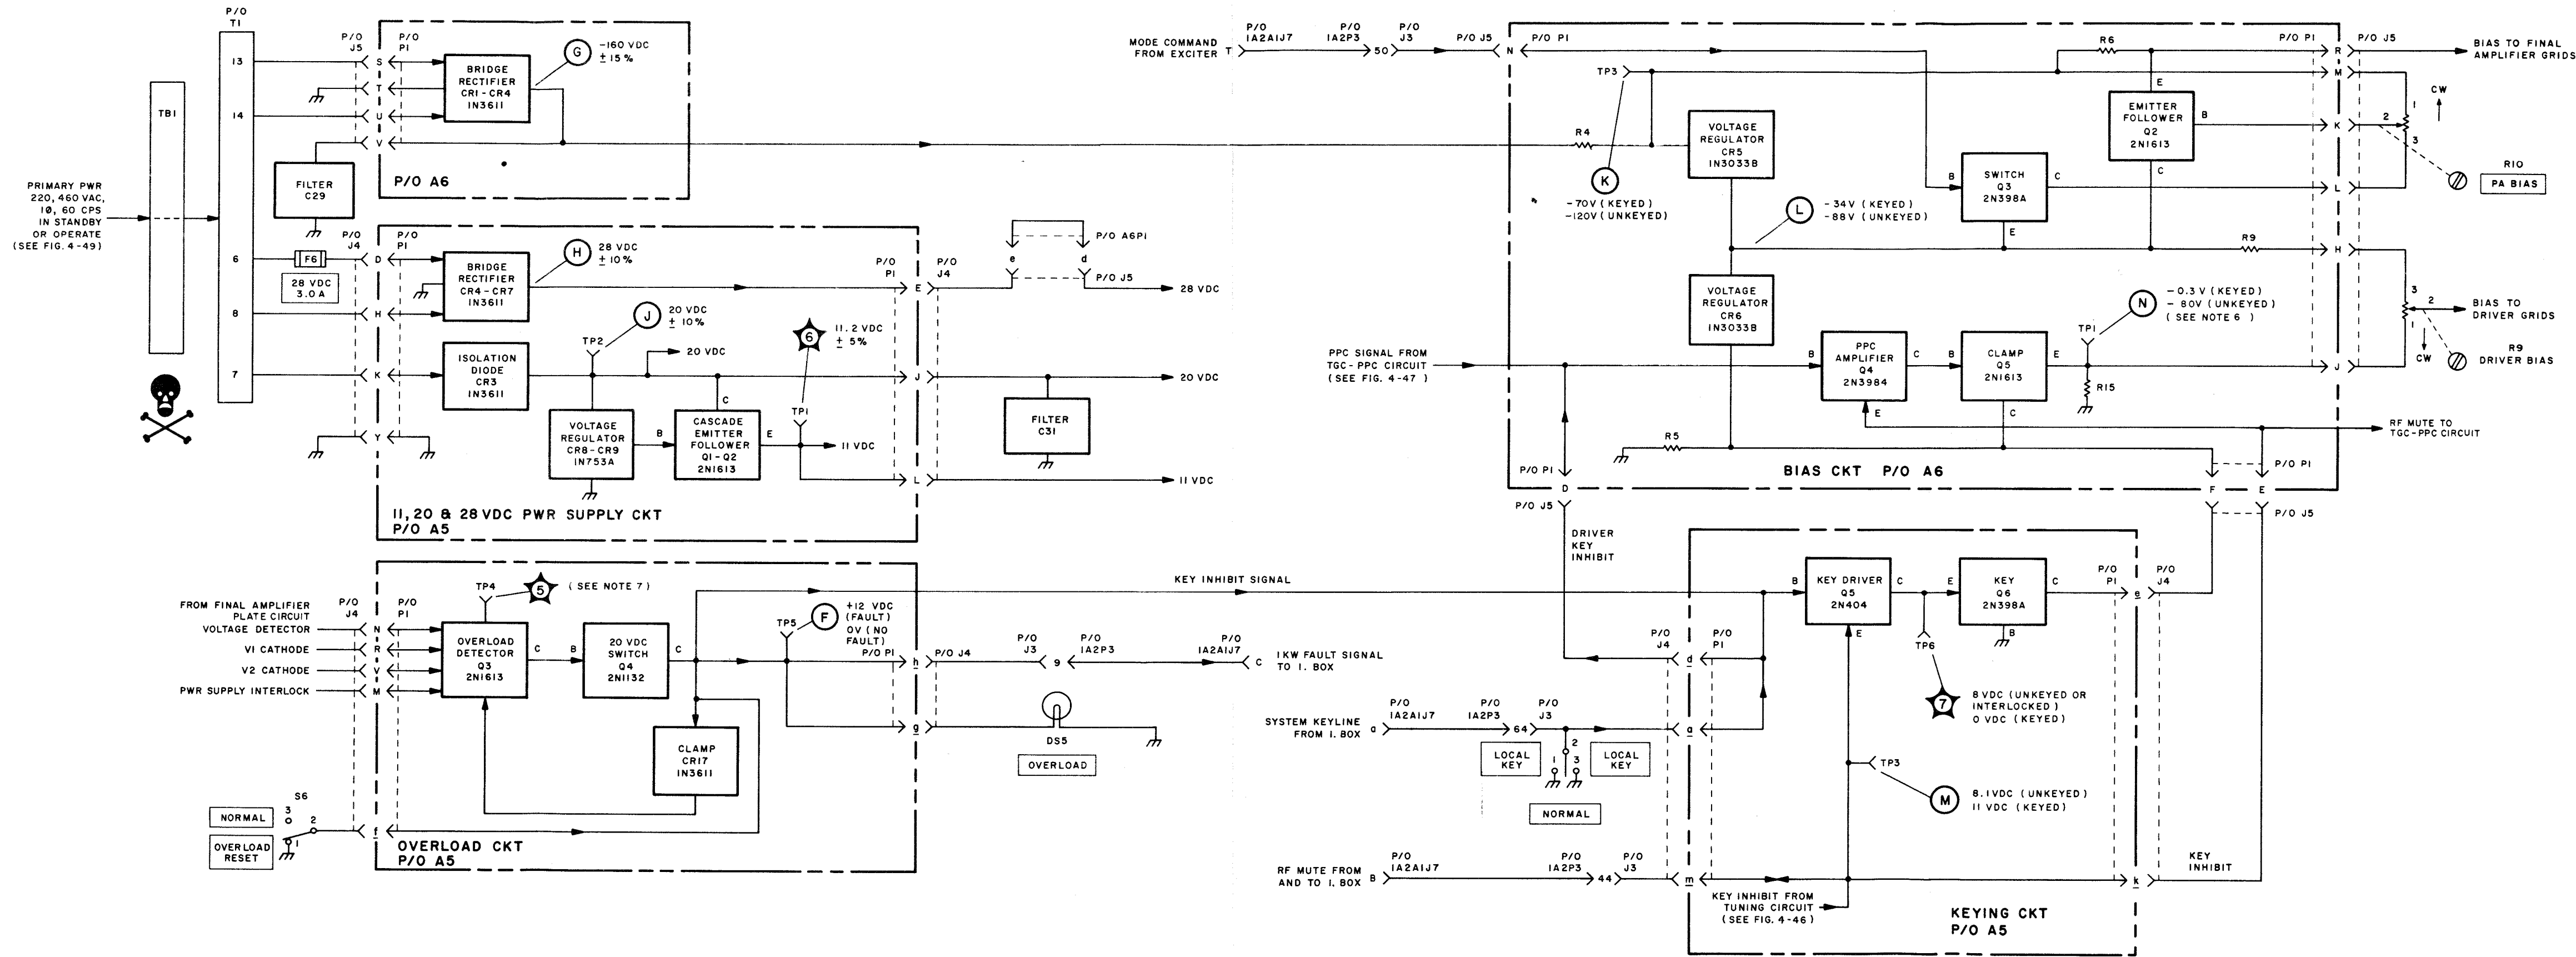 P/O
T1
TB1
13
14
6
8
7
PRIMARY PWR
220, 460 VAC,
1Ø, 60 CPS
IN STANDBY
OR OPERATE
(SEE FIG. 4-49)
P/O
J5
P/O
P1
S
T
U
V
BRIDGE
RECTIFIER
CR1-CR4
1N3611
G
-160 VDC
± 15%
FILTER
C29
P/O A6
F6
28 VDC
3.0 A
P/O
J4
P/O
P1
D
H
K
Y
BRIDGE
RECTIFIER
CR4-CR7
1N3611
H
28 VDC
± 10%
ISOLATION
DIODE
CR3
1N3611
TP2
J
20 VDC
± 10%
20 VDC
6
11.2 VDC
± 5%
TP1
VOLTAGE
REGULATOR
CR8-CR9
1N753A
B
C
CASCADE
EMITTER
FOLLOWER
Q1-Q2
2N1613
E
11 VDC
P/O
P1
P/O
J4
E
J
L
P/O A6P1
e
d
P/O J5
28 VDC
20 VDC
FILTER
C31
11 VDC
11, 20 & 28 VDC PWR SUPPLY CKT
P/O A5
FROM FINAL AMPLIFIER
PLATE CIRCUIT
VOLTAGE DETECTOR
V1 CATHODE
V2 CATHODE
PWR SUPPLY INTERLOCK
P/O
J4
P/O
P1
N
R
V
M
TP4
5
(SEE NOTE 7)
OVERLOAD
DETECTOR
Q3
2N1613
C
B
20 VDC
SWITCH
Q4
2N1132
C
TP5
F
+12 VDC
(FAULT)
0V (NO
FAULT)
P/O P1
h
P/O J4
g
CLAMP
CR17
1N3611
S6
NORMAL
OVERLOAD
RESET
3
2
1
f
OVERLOAD CKT
P/O A5
KEY INHIBIT SIGNAL
P/O
J3
9
P/O
1A2P3
P/O
1A2A1J7
C
1KW FAULT SIGNAL
TO I. BOX
DS5
OVERLOAD
MODE COMMAND
FROM EXCITER
T
P/O
1A2A1J7
P/O
1A2P3
50
P/O
J3
P/O J5
N
P/O P1
TP3
K
-70V (KEYED)
-120V (UNKEYED)
R4
VOLTAGE
REGULATOR
CR5
1N3033B
L
-34V (KEYED)
-88V (UNKEYED)
VOLTAGE
REGULATOR
CR6
1N3033B
R6
E
EMITTER
FOLLOWER
Q2
2N1613
B
C
B
SWITCH
Q3
2N398A
C
E
R9
P/O P1
P/O J5
R
M
K
L
H
J
BIAS TO FINAL
AMPLIFIER GRIDS
CW
1
2
3
R10
PA BIAS
3
2
1
BIAS TO
DRIVER GRIDS
CW
R9
DRIVER BIAS
PPC SIGNAL FROM
TGC-PPC CIRCUIT
(SEE FIG. 4-47)
B
PPC
AMPLIFIER
Q4
2N3984
C
E
B
CLAMP
Q5
2N1613
E
C
TP1
N
-0.3V (KEYED)
-80V (UNKEYED)
(SEE NOTE 6)
R15
R5
RF MUTE TO
TGC-PPC CIRCUIT
BIAS CKT P/O A6
P/O P1
D
P/O J5
P/O P1
F
E
P/O J5
DRIVER
KEY
INHIBIT
B
KEY DRIVER
Q5
2N404
C
E
E
KEY
Q6
2N398A
C
B
TP6
7
8 VDC (UNKEYED OR
INTERLOCKED)
0 VDC (KEYED)
P/O
P1
P/O
J4
e
P/O
J4
P/O
P1
d
a
m
SYSTEM KEYLINE
FROM I. BOX
a
P/O
1A2A1J7
P/O
1A2P3
64
P/O
J3
LOCAL
KEY
2
1
3
LOCAL
KEY
NORMAL
TP3
M
8.1VDC (UNKEYED)
11 VDC (KEYED)
RF MUTE FROM
AND TO I. BOX
B
P/O
1A2A1J7
P/O
1A2P3
44
P/O
J3
KEY INHIBIT FROM
TUNING CIRCUIT
(SEE FIG. 4-46)
k
KEY
INHIBIT
KEYING CKT
P/O A5